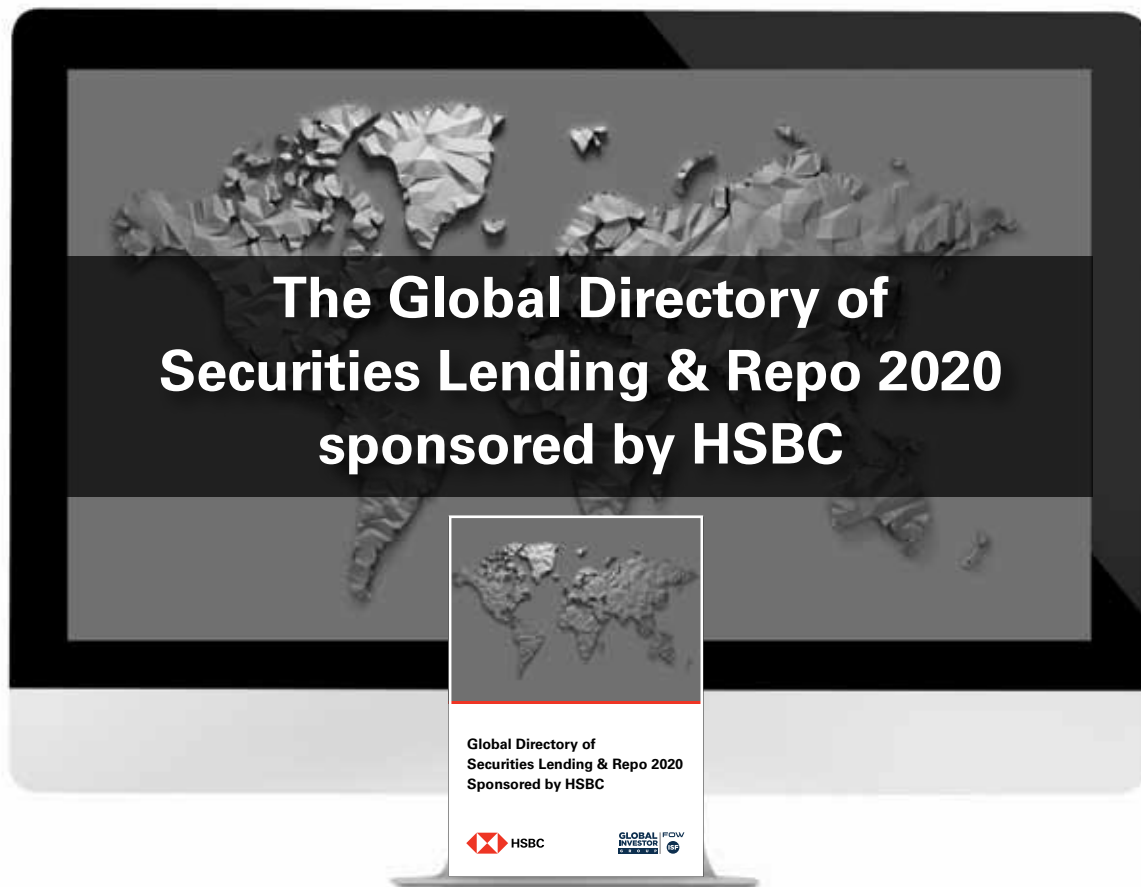 The Global Directory of
Securities Lending & Repo 2020
sponsored by HSBC
Global Directory of
Securities Lending & Repo 2020
Sponsored by HSBC
HSBC
GLOBAL INVESTOR GROUP
FOW
ISF